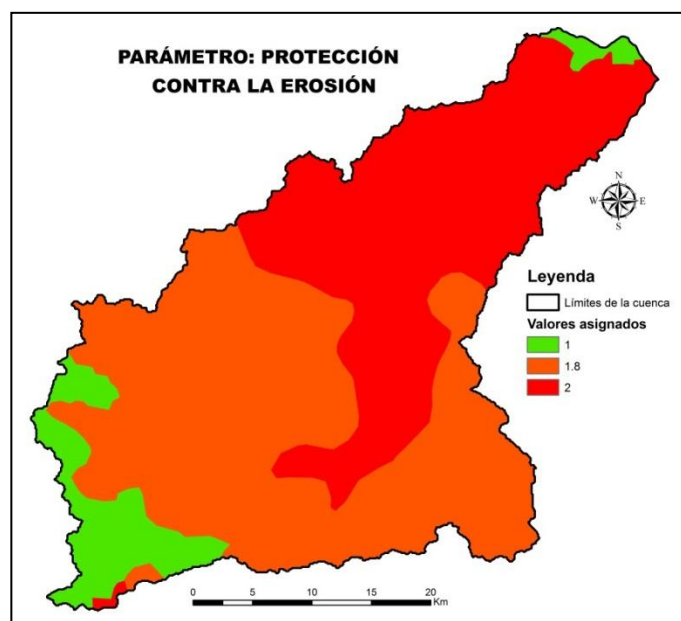 PARÁMETRO: PROTECCIÓN
CONTRA LA EROSIÓN
N
W E
S
Leyenda
Límites de la cuenca
Valores asignados
1
1.8
2
0 5 10 15 20
Km